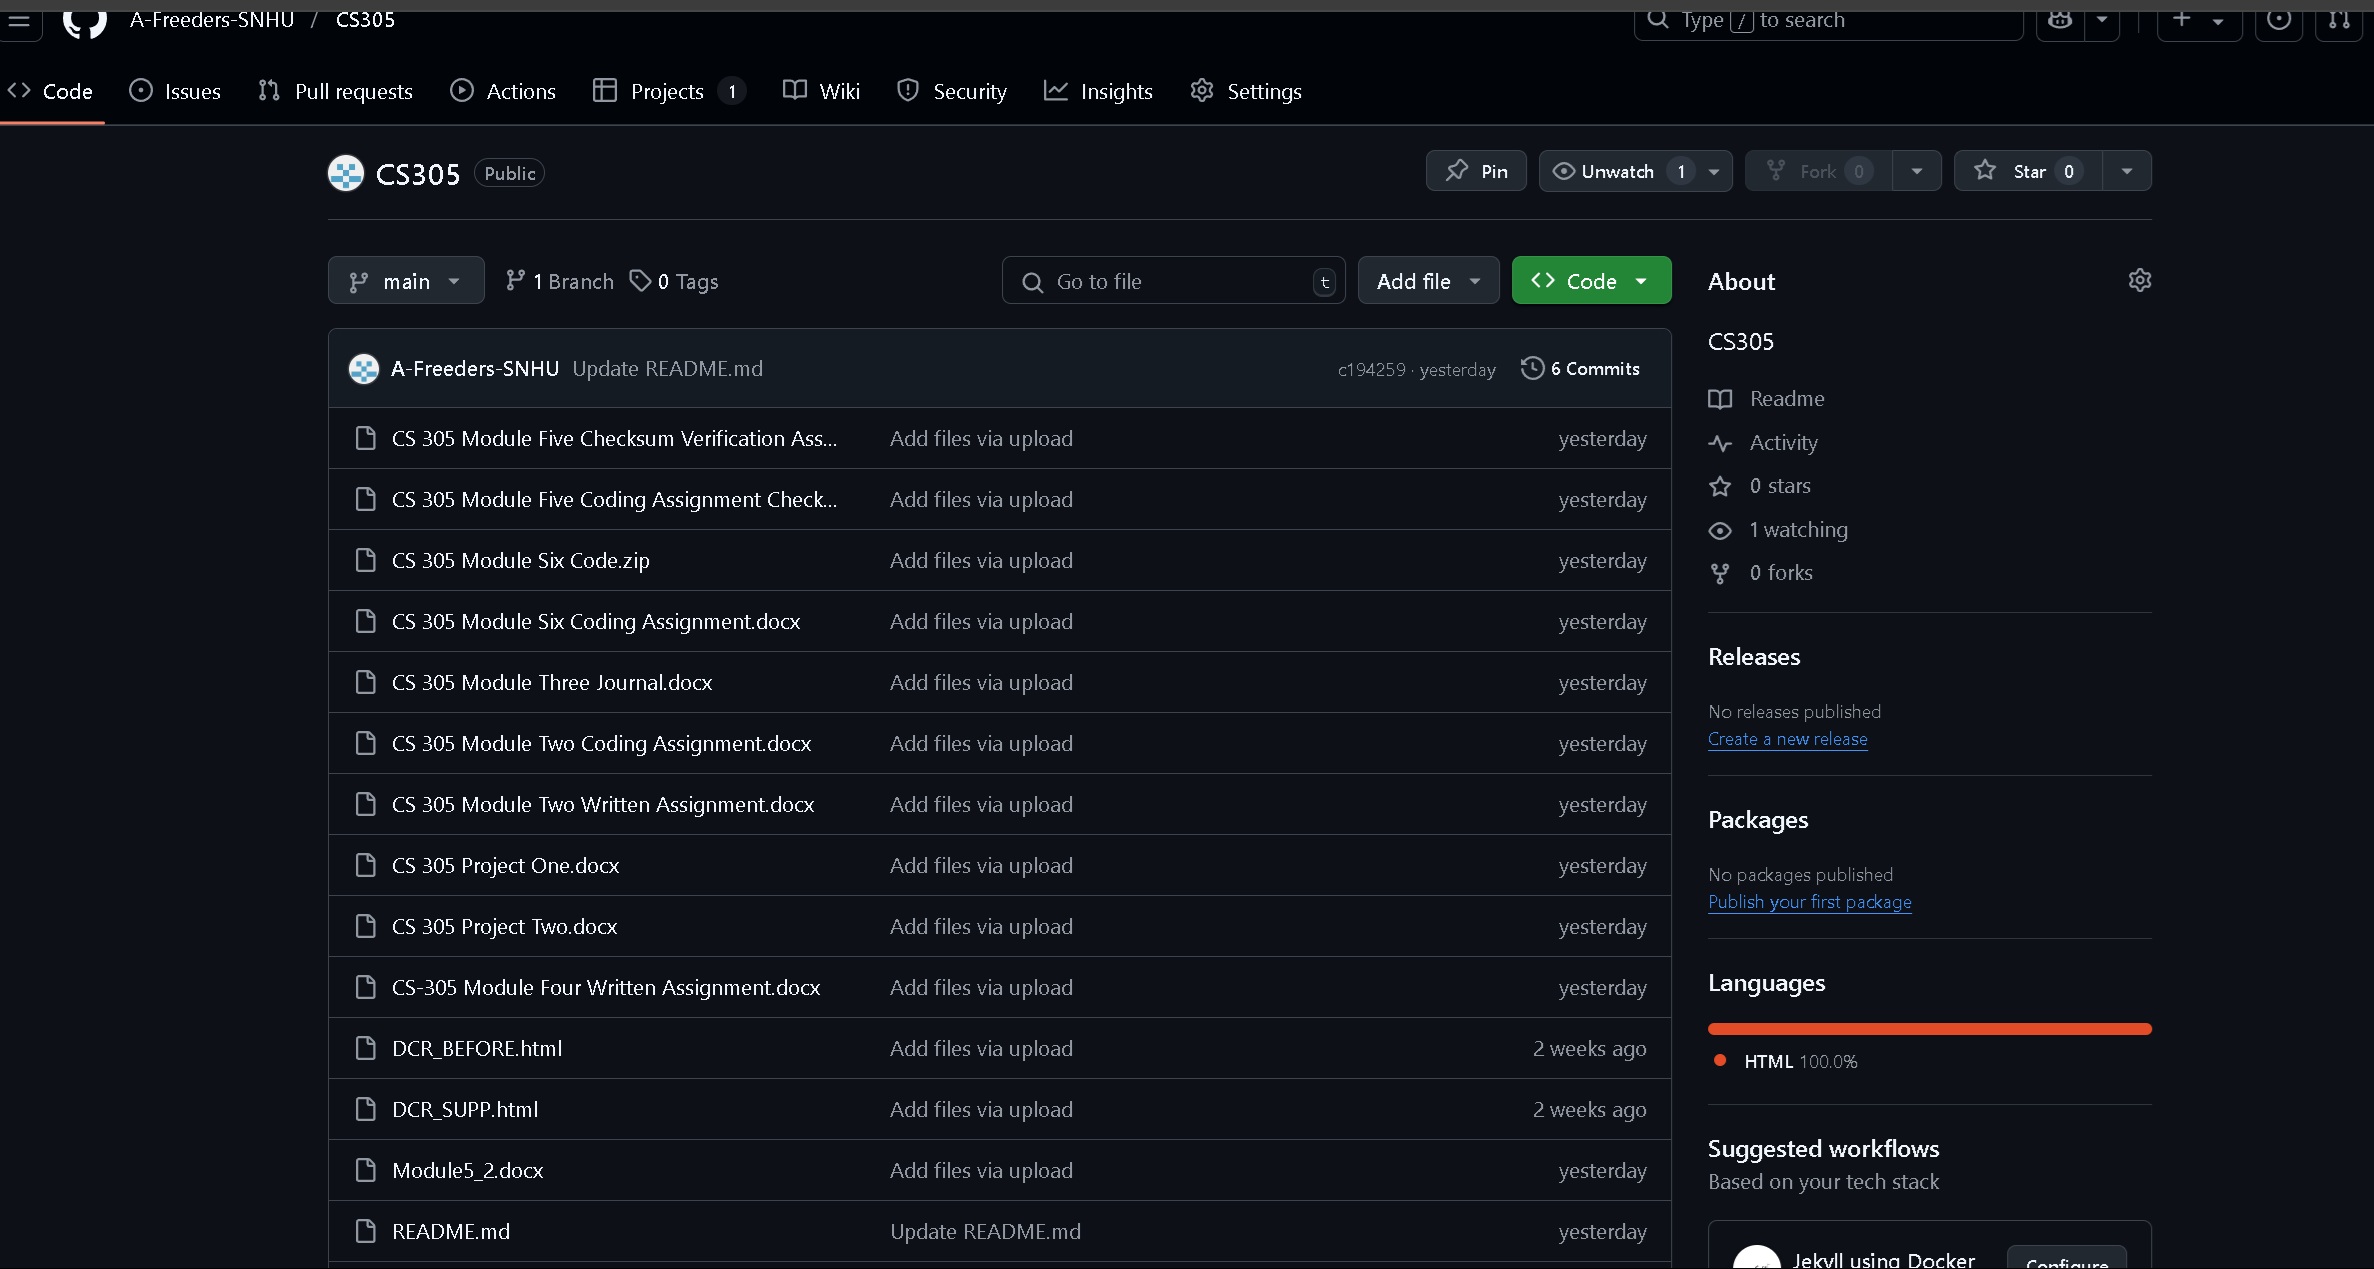 A-Freeders-SNHU / CS305
Type / to search
Code Issues Pull requests Actions Projects 1 Wiki Security Insights Settings
CS305 Public
Pin Unwatch 1 Fork 0 Star 0
main 1 Branch 0 Tags Go to file t Add file Code
A-Freeders-SNHU Update README.md c194259 · yesterday 6 Commits
CS 305 Module Five Checksum Verification Ass... Add files via upload yesterday
CS 305 Module Five Coding Assignment Check... Add files via upload yesterday
CS 305 Module Six Code.zip Add files via upload yesterday
CS 305 Module Six Coding Assignment.docx Add files via upload yesterday
CS 305 Module Three Journal.docx Add files via upload yesterday
CS 305 Module Two Coding Assignment.docx Add files via upload yesterday
CS 305 Module Two Written Assignment.docx Add files via upload yesterday
CS 305 Project One.docx Add files via upload yesterday
CS 305 Project Two.docx Add files via upload yesterday
CS-305 Module Four Written Assignment.docx Add files via upload yesterday
DCR_BEFORE.html Add files via upload 2 weeks ago
DCR_SUPP.html Add files via upload 2 weeks ago
Module5_2.docx Add files via upload yesterday
README.md Update README.md yesterday
About
CS305
Readme
Activity
0 stars
1 watching
0 forks
Releases
No releases published
Create a new release
Packages
No packages published
Publish your first package
Languages
HTML 100.0%
Suggested workflows
Based on your tech stack
Jekyll using Docker Configure